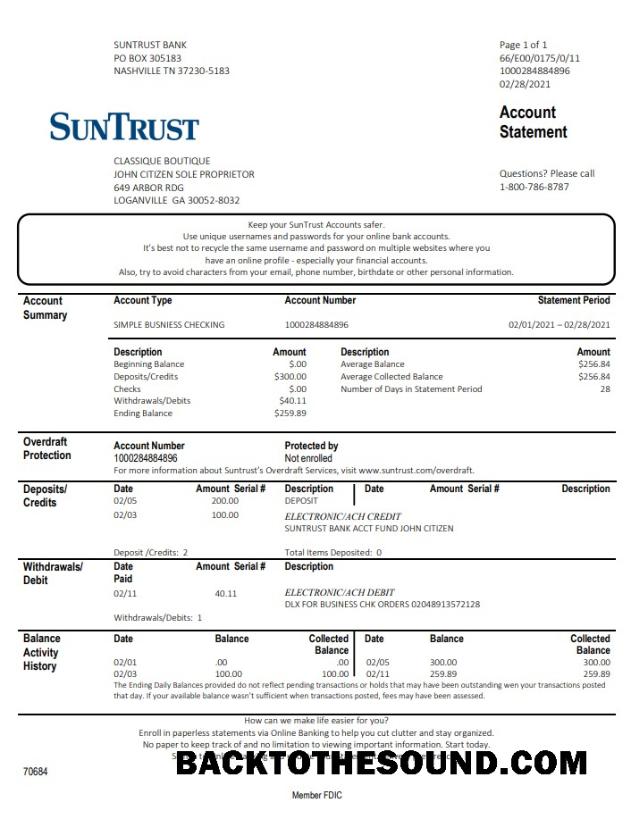 SUNTRUST BANK
PO BOX 305183
NASHVILLE TN 37230-5183
Page 1 of 1
66/E00/0175/0/11
1000284884896
02/28/2021
SUNTRUST
Account
Statement
CLASSIQUE BOUTIQUE
JOHN CITIZEN SOLE PROPRIETOR
649 ARBOR RDG
LOGANVILLE GA 30052-8032
Questions? Please call
1-800-786-8787
Keep your SunTrust Accounts safer.
Use unique usernames and passwords for your online bank accounts.
It's best not to recycle the same username and password on multiple websites where you
have an online profile - especially your financial accounts.
Also, try to avoid characters from your email, phone number, birthdate or other personal information.
Account
Summary
Account Type Account Number Statement Period
SIMPLE BUSNIESS CHECKING 1000284884896 02/01/2021 – 02/28/2021
Description Amount Description Amount
Beginning Balance $.00 Average Balance $256.84
Deposits/Credits $300.00 Average Collected Balance $256.84
Checks $.00 Number of Days in Statement Period 28
Withdrawals/Debits $40.11
Ending Balance $259.89
Overdraft
Protection
Account Number Protected by
1000284884896 Not enrolled
For more information about Suntrust's Overdraft Services, visit www.suntrust.com/overdraft.
Deposits/
Credits
Date Amount Serial # Description Date Amount Serial # Description
02/05 200.00 DEPOSIT
02/03 100.00 ELECTRONIC/ACH CREDIT
SUNTRUST BANK ACCT FUND JOHN CITIZEN
Deposit /Credits: 2 Total Items Deposited: 0
Withdrawals/
Debit
Date Amount Serial # Description
Paid
02/11 40.11 ELECTRONIC/ACH DEBIT
DLX FOR BUSINESS CHK ORDERS 02048913572128
Withdrawals/Debits: 1
Balance
Activity
History
Date Balance Collected Balance Date Balance Collected Balance
02/01 .00 .00 02/05 300.00 300.00
02/03 100.00 100.00 02/11 259.89 259.89
The Ending Daily Balances provided do not reflect pending transactions or holds that may have been outstanding wen your transactions posted
that day. If your available balance wasn't sufficient when transactions posted, fees may have been assessed.
How can we make life easier for you?
Enroll in paperless statements via Online Banking to help you cut clutter and stay organized.
No paper to keep track of and no limitation to viewing important information. Start today.
BACKTOTHESOUND.COM
70684
Member FDIC